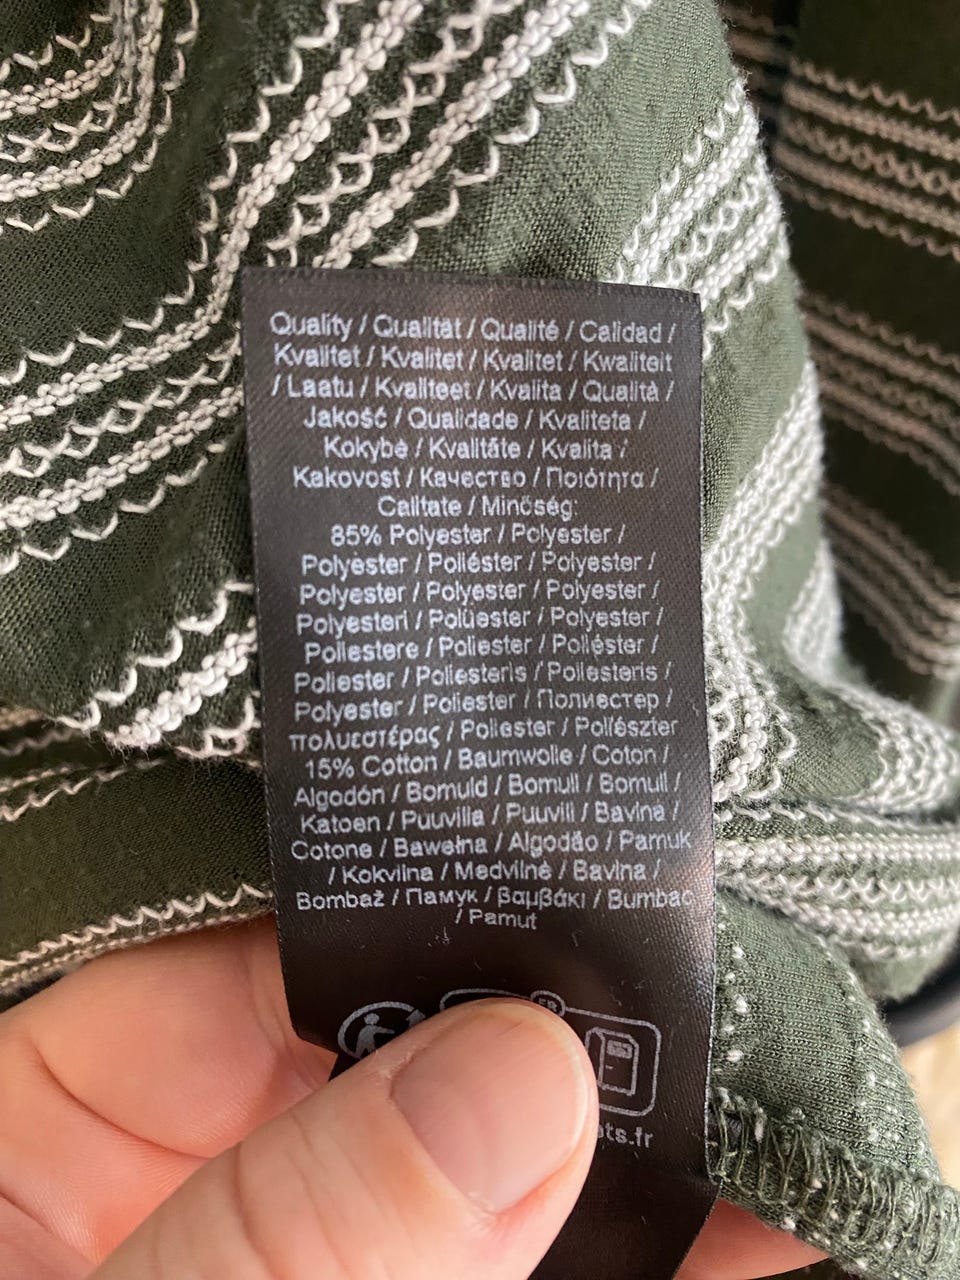 Quality / Qualität / Qualité / Calidad /
Kvalitet / Kvalitet / Kvalitet / Kwaliteit
/ Laatu / Kvaliteet / Kvalita / Qualità /
Jakość / Qualidade / Kvaliteta /
Kokybė / Kvalitāte / Kvalita /
Kakovost / Качество / Ποιότητα /
Calitate / Minőség:
85% Polyester / Polyester /
Polyester / Poliéster / Polyester /
Polyester / Polyester / Polyester /
Polyesteri / Polüester / Polyester /
Poliestere / Poliester / Poliéster /
Poliester / Poliesteris / Poliesteris /
Polyester / Poliester / Полиестер /
πολυεστέρας / Poliester / Poliészter
15% Cotton / Baumwolle / Coton /
Algodón / Bomuld / Bomull / Bomull /
Katoen / Puuvilla / Puuvill / Bavlna /
Cotone / Bawełna / Algodão / Pamuk
/ Kokvilna / Medvilnė / Bavlna /
Bombaž / Памук / βαμβάκι / Bumbac
/ Pamut
FR
ts.fr